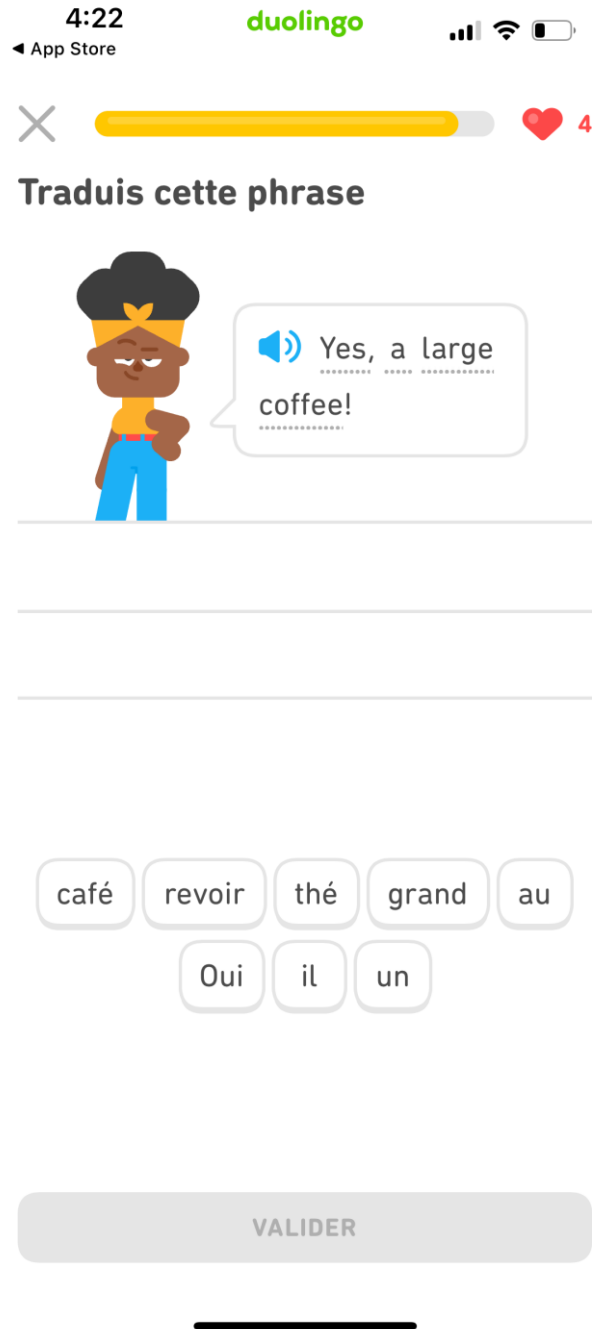 4:22
duolingo
◀ App Store
4
Traduis cette phrase
Yes, a large
coffee!
café revoir thé grand au
Oui il un
VALIDER